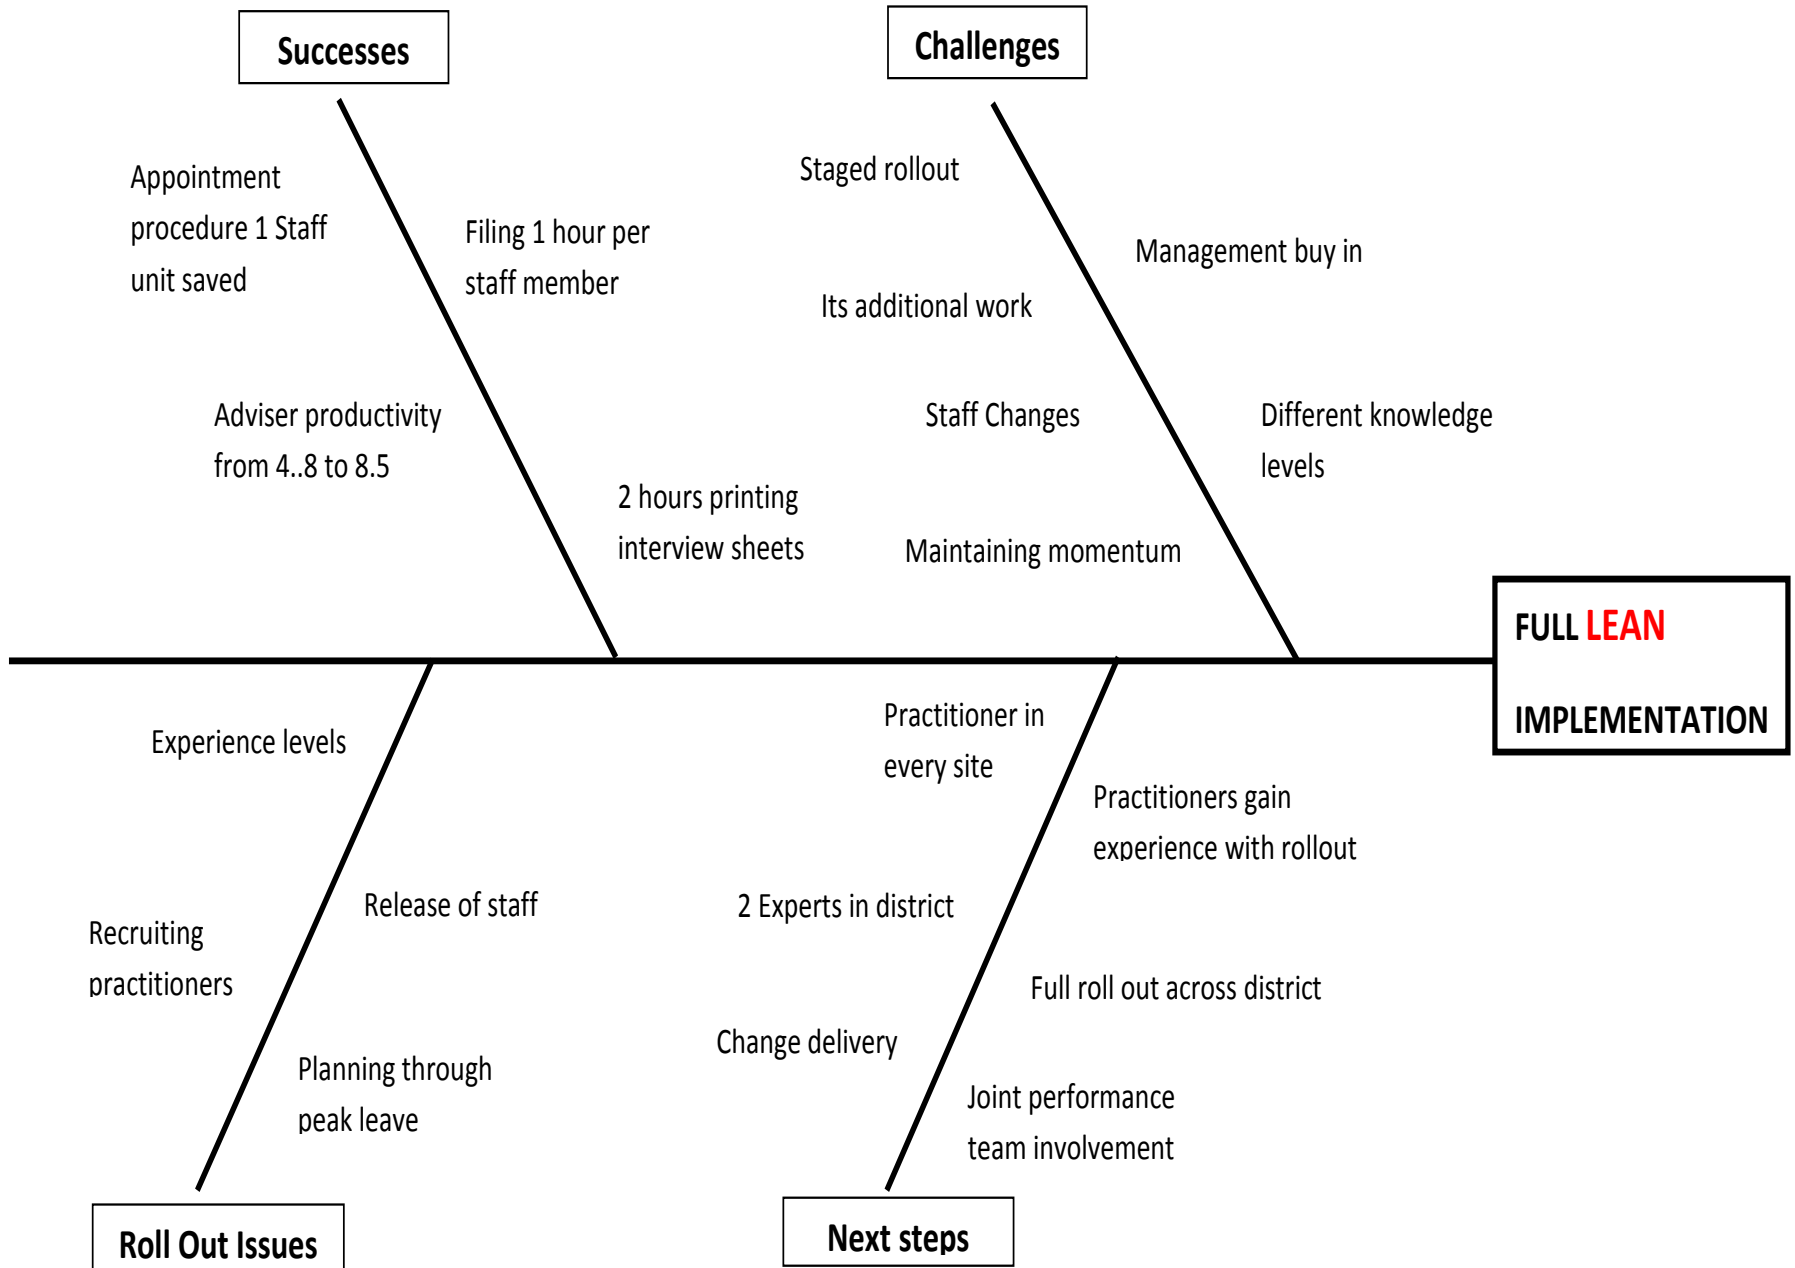 Successes
Appointment
procedure 1 Staff
unit saved
Filing 1 hour per
staff member
Adviser productivity
from 4..8 to 8.5
2 hours printing
interview sheets
Challenges
Staged rollout
Management buy in
Its additional work
Staff Changes
Different knowledge
levels
Maintaining momentum
FULL LEAN
IMPLEMENTATION
Experience levels
Release of staff
Recruiting
practitioners
Planning through
peak leave
Roll Out Issues
Practitioner in
every site
Practitioners gain
experience with rollout
2 Experts in district
Full roll out across district
Change delivery
Joint performance
team involvement
Next steps